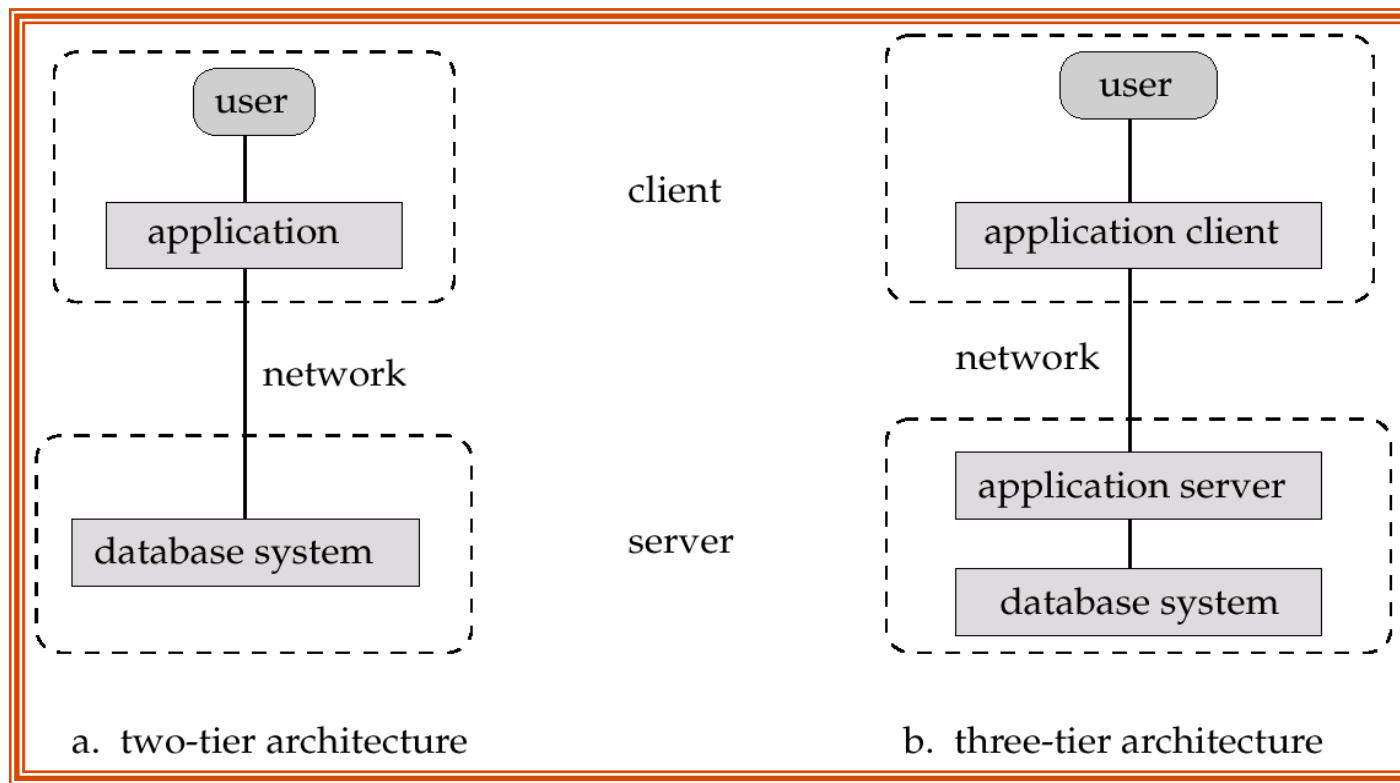 user
application
network
database system
a. two-tier architecture
client
server
user
application client
network
application server
database system
b. three-tier architecture